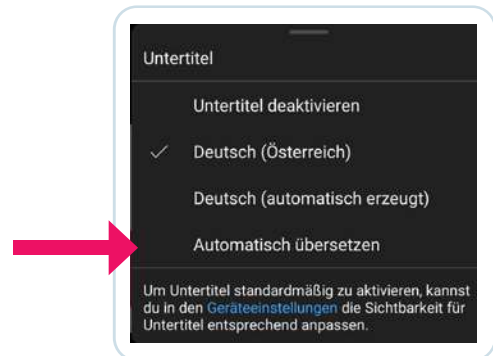 Untertitel
Untertitel deaktivieren
Deutsch (Österreich)
Deutsch (automatisch erzeugt)
Automatisch übersetzen
Um Untertitel standardmäßig zu aktivieren, kannst
du in den Geräteeinstellungen die Sichtbarkeit für
Untertitel entsprechend anpassen.